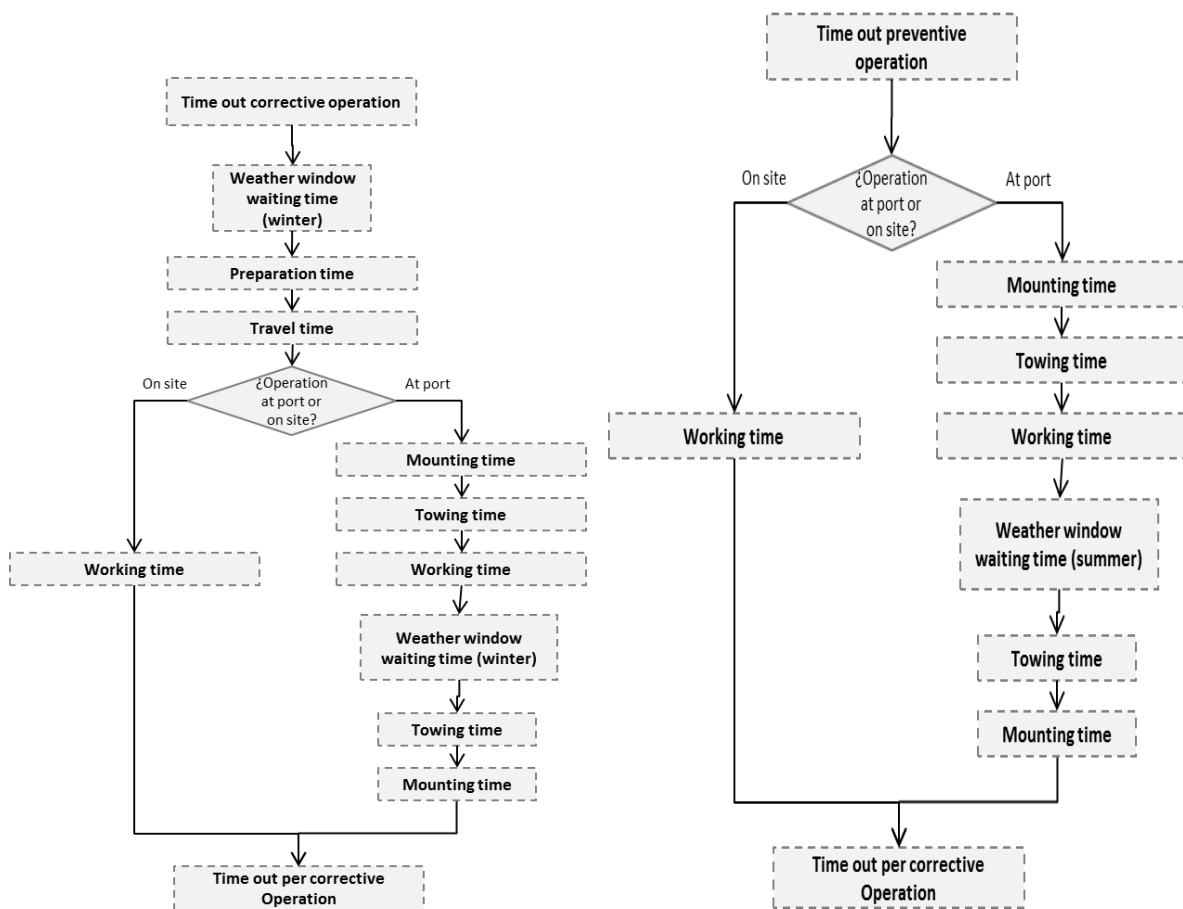 Time out corrective operation
Weather window
waiting time
(winter)
Preparation time
Travel time
On site
¿Operation
at port or
on site?
At port
Mounting time
Towing time
Working time
Working time
Weather window
waiting time (winter)
Towing time
Mounting time
Time out per corrective
Operation
Time out preventive
operation
On site
¿Operation
at port or
on site?
At port
Mounting time
Towing time
Working time
Working time
Weather window
waiting time (summer)
Towing time
Mounting time
Time out per corrective
Operation